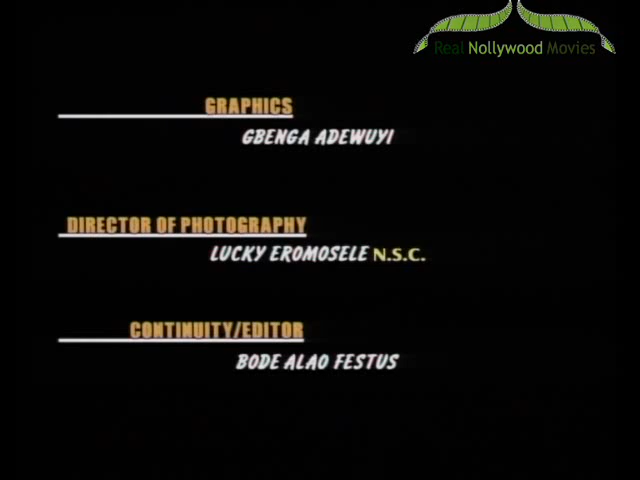 Real Nollywood Movies
GRAPHICS
GBENGA ADEWUYI
DIRECTOR OF PHOTOGRAPHY
LUCKY EROMOSELE N.S.C.
CONTINUITY/EDITOR
BODE ALAO FESTUS